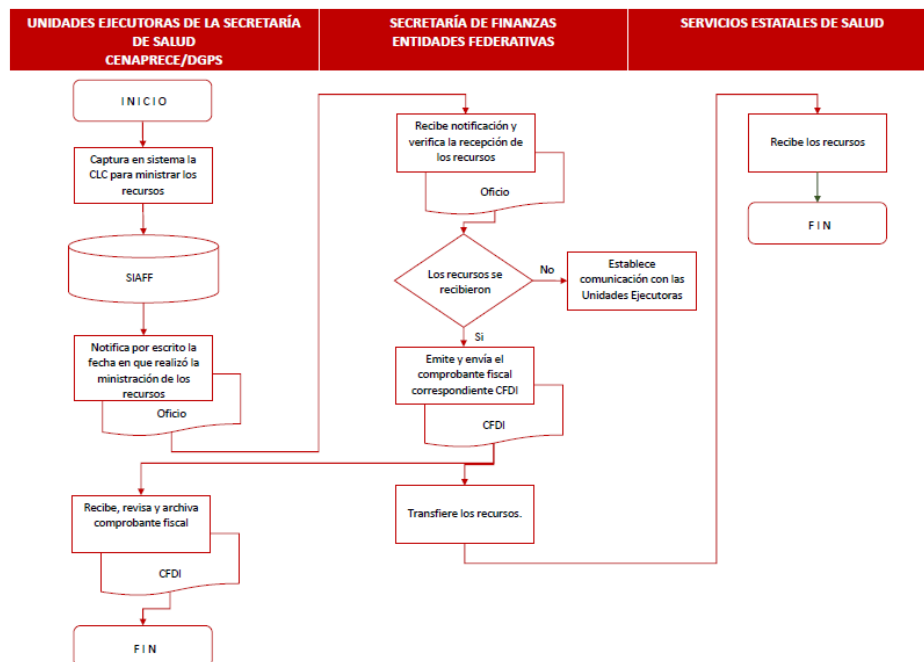 UNIDADES EJECUTORAS DE LA SECRETARÍA
DE SALUD
CENAPRECE/DGPS
SECRETARÍA DE FINANZAS
ENTIDADES FEDERATIVAS
SERVICIOS ESTATALES DE SALUD
I N I C I O
Captura en sistema la
CLC para ministrar los
recursos
SIAFF
Notifica por escrito la
fecha en que realizó la
ministración de los
recursos
Oficio
Recibe, revisa y archiva
comprobante fiscal
CFDI
F I N
Recibe notificación y
verifica la recepción de
los recursos
Oficio
Los recursos se
recibieron
No
Establece
comunicación con las
Unidades Ejecutoras
Si
Emite y envía el
comprobante fiscal
correspondiente CFDI
CFDI
Transfiere los recursos.
Recibe los recursos
F I N